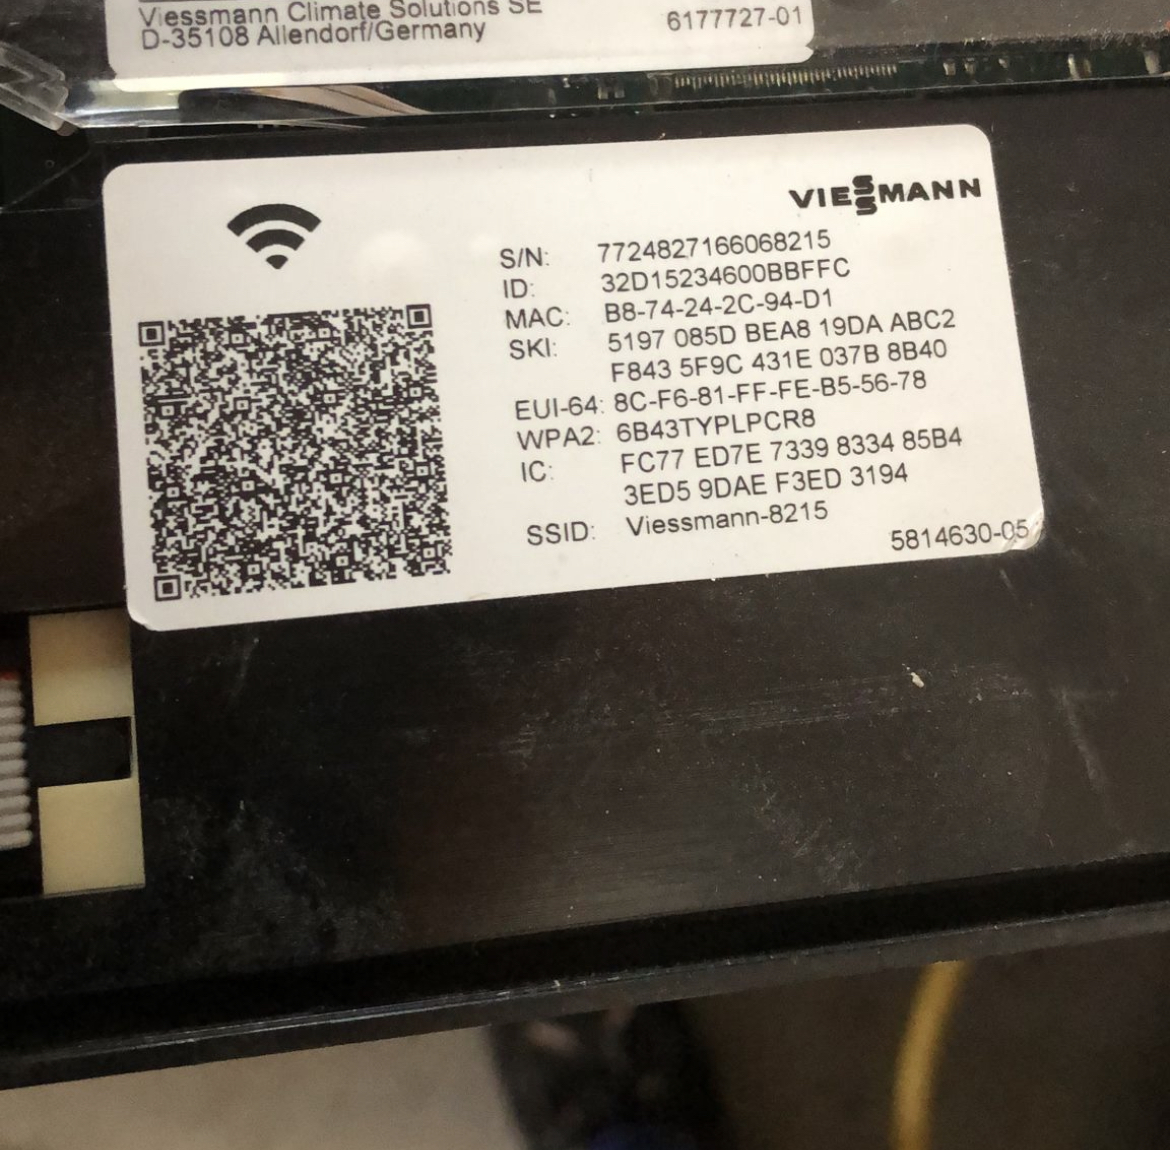 Viessmann Climate Solutions SE
D-35108 Allendorf/Germany
6177727-01
VIESSMANN
S/N: 7724827166068215
ID: 32D15234600BBFFC
MAC: B8-74-24-2C-94-D1
SKI: 5197 085D BEA8 19DA ABC2
F843 5F9C 431E 037B 8B40
EUI-64: 8C-F6-81-FF-FE-B5-56-78
WPA2: 6B43TYPLPCR8
IC: FC77 ED7E 7339 8334 85B4
3ED5 9DAE F3ED 3194
SSID: Viessmann-8215
5814630-05